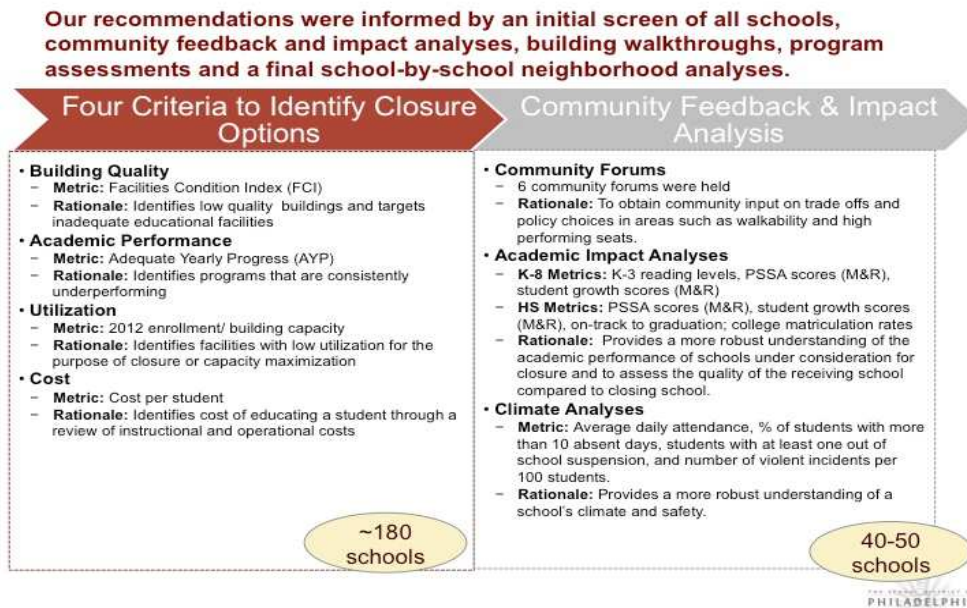 Our recommendations were informed by an initial screen of all schools,
community feedback and impact analyses, building walkthroughs, program
assessments and a final school-by-school neighborhood analyses.
Four Criteria to Identify Closure
Options
• Building Quality
– Metric: Facilities Condition Index (FCI)
– Rationale: Identifies low quality buildings and targets
inadequate educational facilities
• Academic Performance
– Metric: Adequate Yearly Progress (AYP)
– Rationale: Identifies programs that are consistently
underperforming
• Utilization
– Metric: 2012 enrollment/ building capacity
– Rationale: Identifies facilities with low utilization for the
purpose of closure or capacity maximization
• Cost
– Metric: Cost per student
– Rationale: Identifies cost of educating a student through a
review of instructional and operational costs
~180
schools
Community Feedback & Impact
Analysis
• Community Forums
– 6 community forums were held
– Rationale: To obtain community input on trade offs and
policy choices in areas such as walkability and high
performing seats.
• Academic Impact Analyses
– K-8 Metrics: K-3 reading levels, PSSA scores (M&R),
student growth scores (M&R)
– HS Metrics: PSSA scores (M&R), student growth scores
(M&R), on-track to graduation; college matriculation rates
– Rationale: Provides a more robust understanding of the
academic performance of schools under consideration for
closure and to assess the quality of the receiving school
compared to closing school.
• Climate Analyses
– Metric: Average daily attendance, % of students with more
than 10 absent days, students with at least one out of
school suspension, and number of violent incidents per
100 students.
– Rationale: Provides a more robust understanding of a
school's climate and safety.
40-50
schools
PHILADELPHI